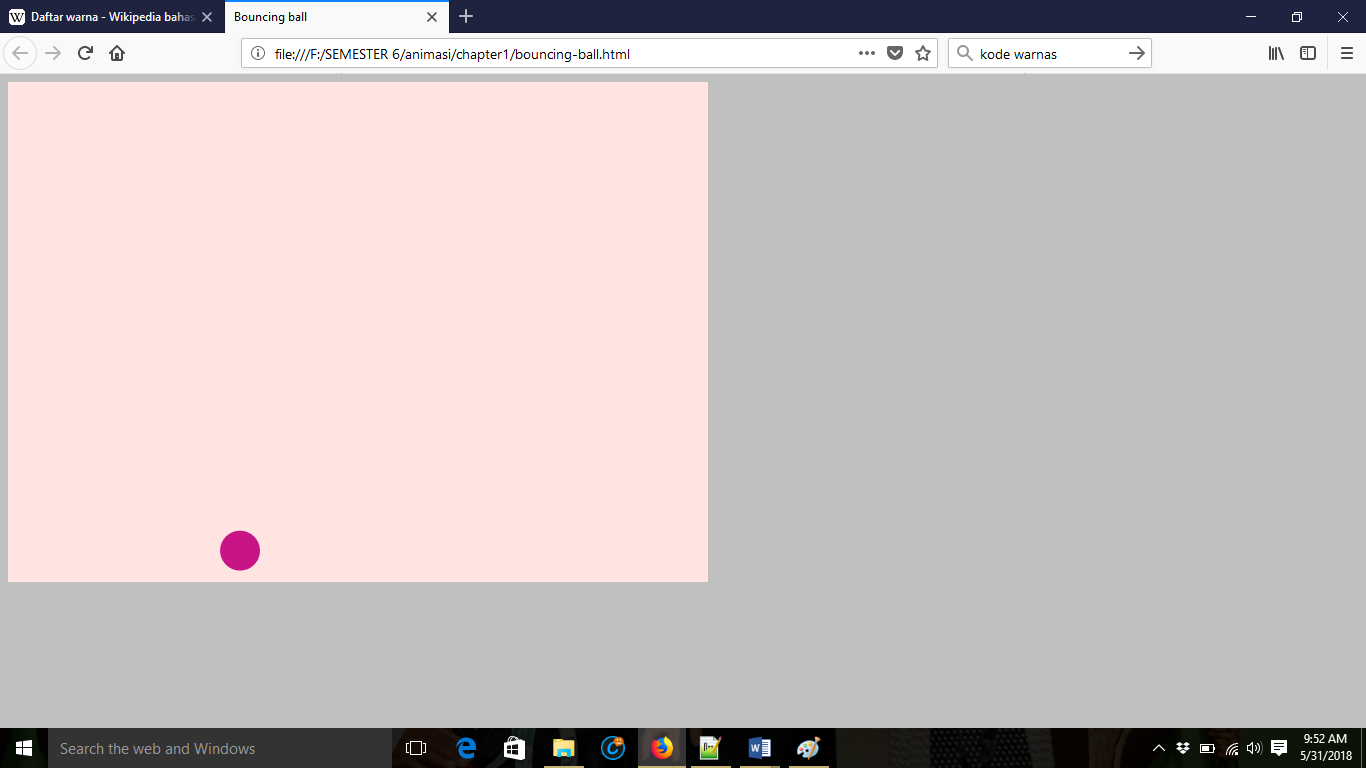 Daftar warna - Wikipedia bahas
Bouncing ball
file:///F:/SEMESTER 6/animasi/chapter1/bouncing-ball.html
kode warnas
Search the web and Windows
9:52 AM
5/31/2018